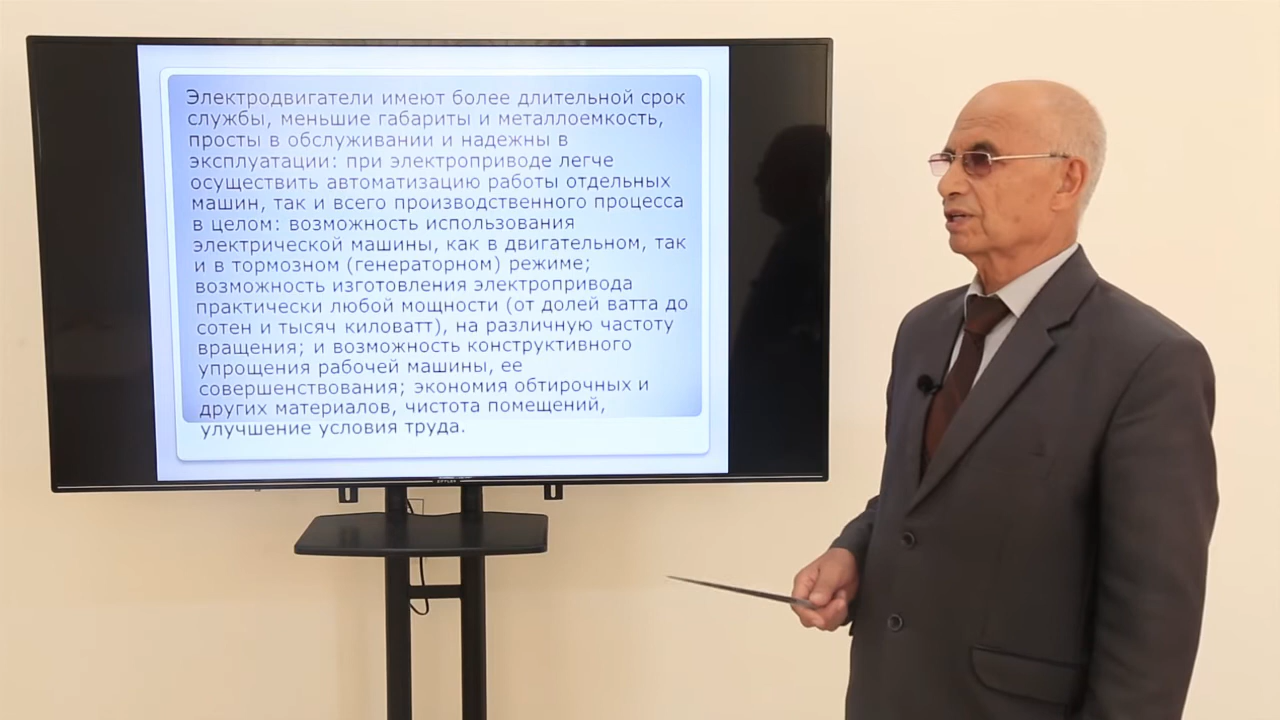 Электродвигатели имеют более длительной срок
службы, меньшие габариты и металлоемкость,
просты в обслуживании и надежны в
эксплуатации: при электроприводе легче
осуществить автоматизацию работы отдельных
машин, так и всего производственного процесса
в целом: возможность использования
электрической машины, как в двигательном, так
и в тормозном (генераторном) режиме;
возможность изготовления электропривода
практически любой мощности (от долей ватта до
сотен и тысяч киловатт), на различную частоту
вращения; и возможность конструктивного
упрощения рабочей машины, ее
совершенствования; экономия обтирочных и
других материалов, чистота помещений,
улучшение условия труда.